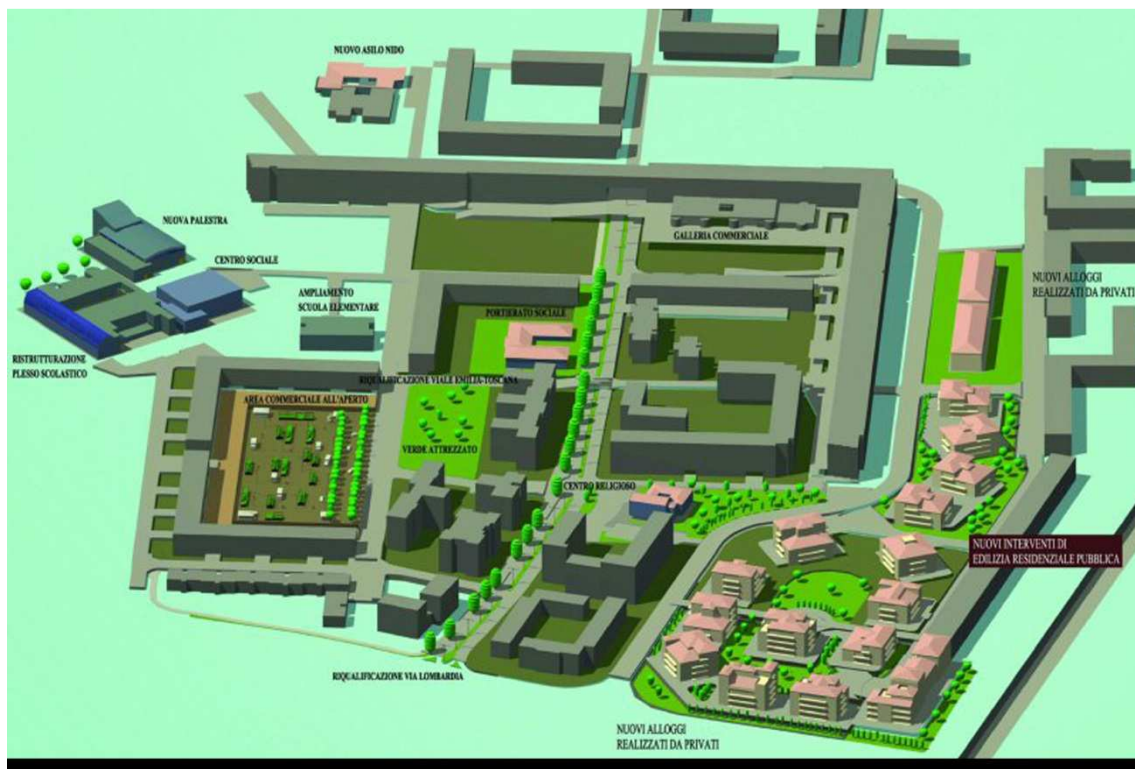 NUOVO ASILO NIDO
NUOVA PALESTRA
GALLERIA COMMERCIALE
CENTRO SOCIALE
NUOVI ALLOGGI
REALIZZATI DA PRIVATI
AMPLIAMENTO
SCUOLA ELEMENTARE
PORTIERATO SOCIALE
RISTRUTTURAZIONE
PLESSO SCOLASTICO
RIQUALIFICAZIONE VIALE EMILIA-TOSCANA
AREA COMMERCIALE ALL'APERTO
VERDE ATTREZZATO
CENTRO RELIGIOSO
NUOVI INTERVENTI DI
EDILIZIA RESIDENZIALE PUBBLICA
RIQUALIFICAZIONE VIA LOMBARDIA
NUOVI ALLOGGI
REALIZZATI DA PRIVATI